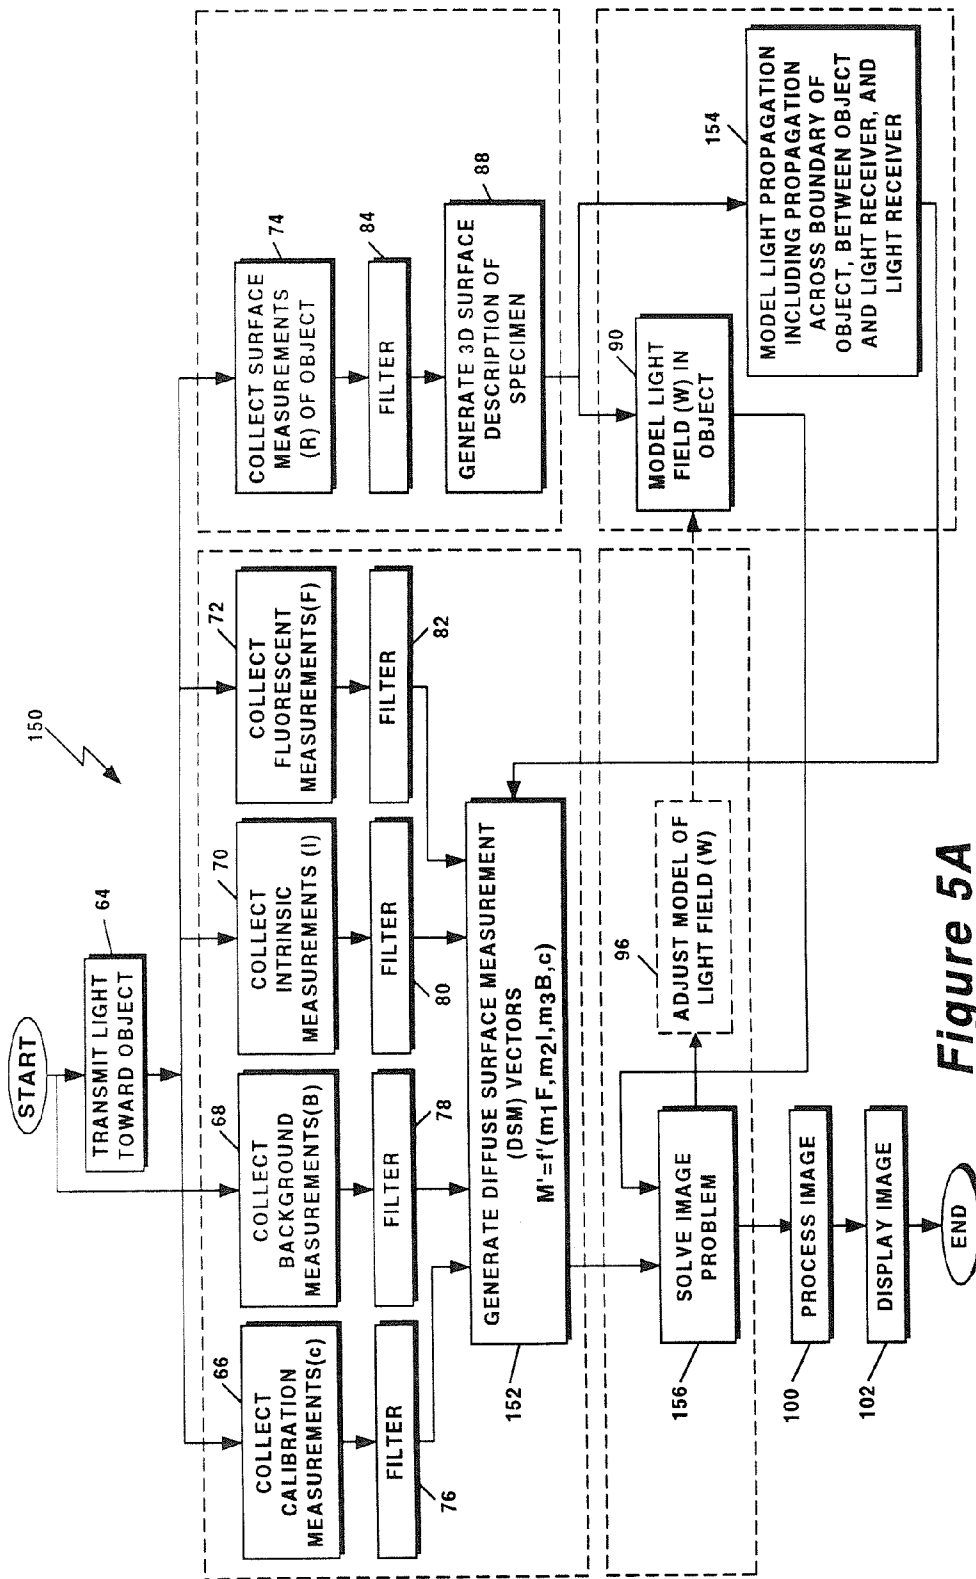 150
START
TRANSMIT LIGHT
TOWARD OBJECT
64
COLLECT
CALIBRATION
MEASUREMENTS(c)
66
COLLECT
BACKGROUND
MEASUREMENTS(B)
68
COLLECT
INTRINSIC
MEASUREMENTS (I)
70
COLLECT
FLUORESCENT
MEASUREMENTS(F)
72
COLLECT SURFACE
MEASUREMENTS
(R) OF OBJECT
74
FILTER
76
FILTER
78
FILTER
80
FILTER
82
FILTER
84
GENERATE DIFFUSE SURFACE MEASUREMENT
(DSM) VECTORS
M'=f'(m1F,m2I,m3B,c)
152
GENERATE 3D SURFACE
DESCRIPTION OF
SPECIMEN
88
SOLVE IMAGE
PROBLEM
156
ADJUST MODEL OF
LIGHT FIELD (W)
96
MODEL LIGHT
FIELD (W) IN
OBJECT
90
MODEL LIGHT PROPAGATION
INCLUDING PROPAGATION
ACROSS BOUNDARY OF
OBJECT, BETWEEN OBJECT
AND LIGHT RECEIVER, AND
LIGHT RECEIVER
154
PROCESS IMAGE
100
DISPLAY IMAGE
102
END
Figure 5A